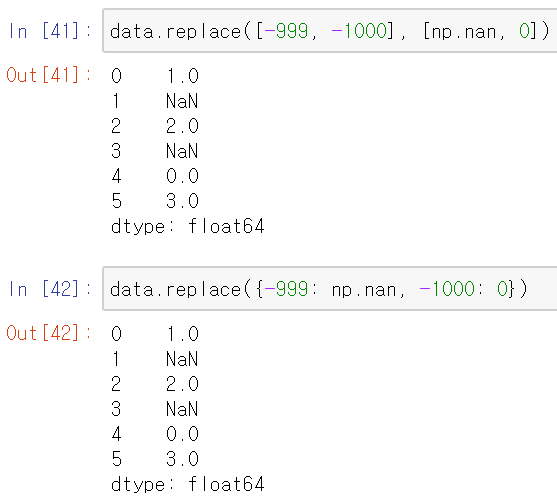 In [41]: data.replace([-999, -1000], [np.nan, 0])
Out[41]: 0 1.0
1 NaN
2 2.0
3 NaN
4 0.0
5 3.0
dtype: float64
In [42]: data.replace({-999: np.nan, -1000: 0})
Out[42]: 0 1.0
1 NaN
2 2.0
3 NaN
4 0.0
5 3.0
dtype: float64